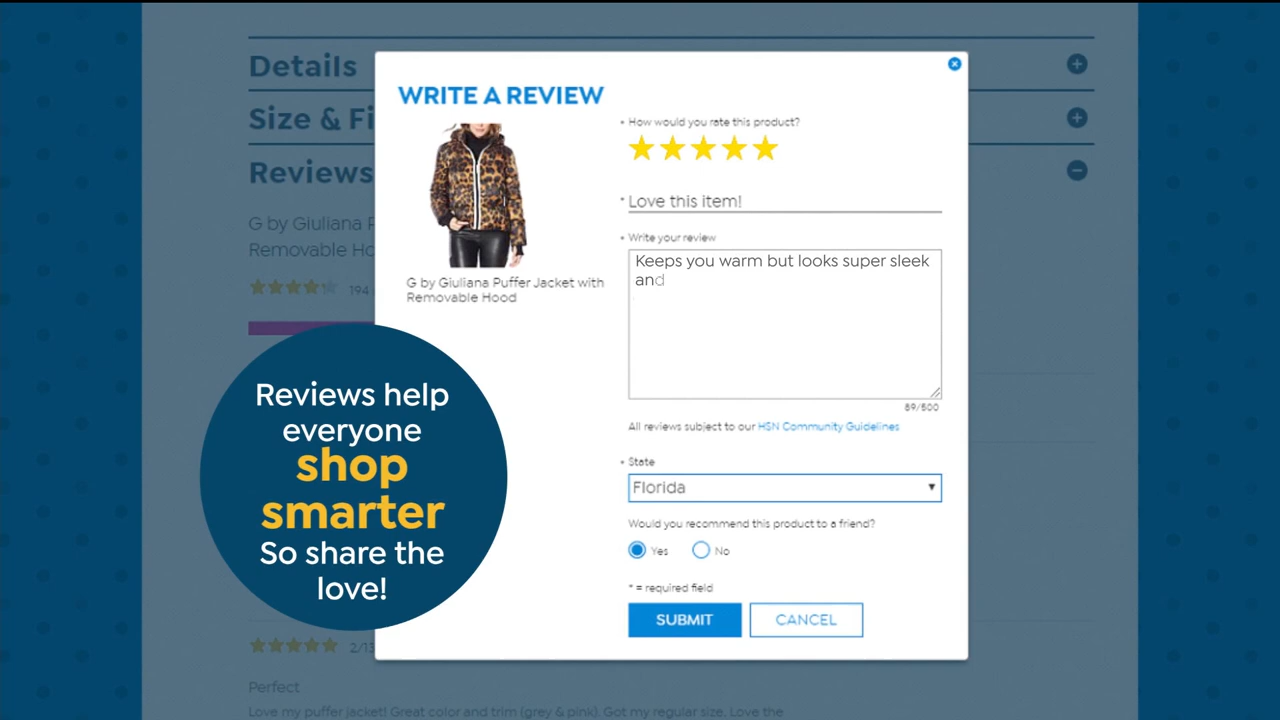 Details
Size & Fi
Reviews
G by Giuliana P
Removable Ho
194
WRITE A REVIEW
G by Giuliana Puffer Jacket with
Removable Hood
* How would you rate this product?
* Love this item!
* Write your review
Keeps you warm but looks super sleek
and
89/500
All reviews subject to our HSN Community Guidelines
* State
Florida
Would you recommend this product to a friend?
Yes No
* = required field
SUBMIT CANCEL
Reviews help
everyone
shop
smarter
So share the
love!
2/13
Perfect
Love my puffer jacket! Great color and trim (grey & pink). Got my regular size. Love the